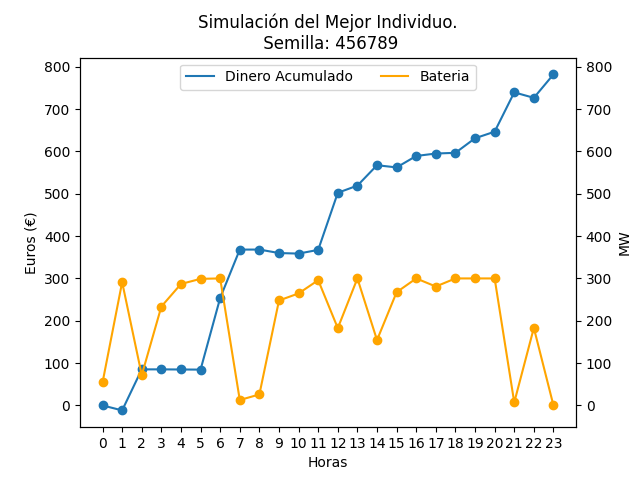 Simulación del Mejor Individuo.
Semilla: 456789
Dinero Acumulado Bateria
800 800
700 700
600 600
500 500
400 400
300 300
200 200
100 100
0 0
Euros (€)
MW
0 1 2 3 4 5 6 7 8 9 10 11 12 13 14 15 16 17 18 19 20 21 22 23
Horas